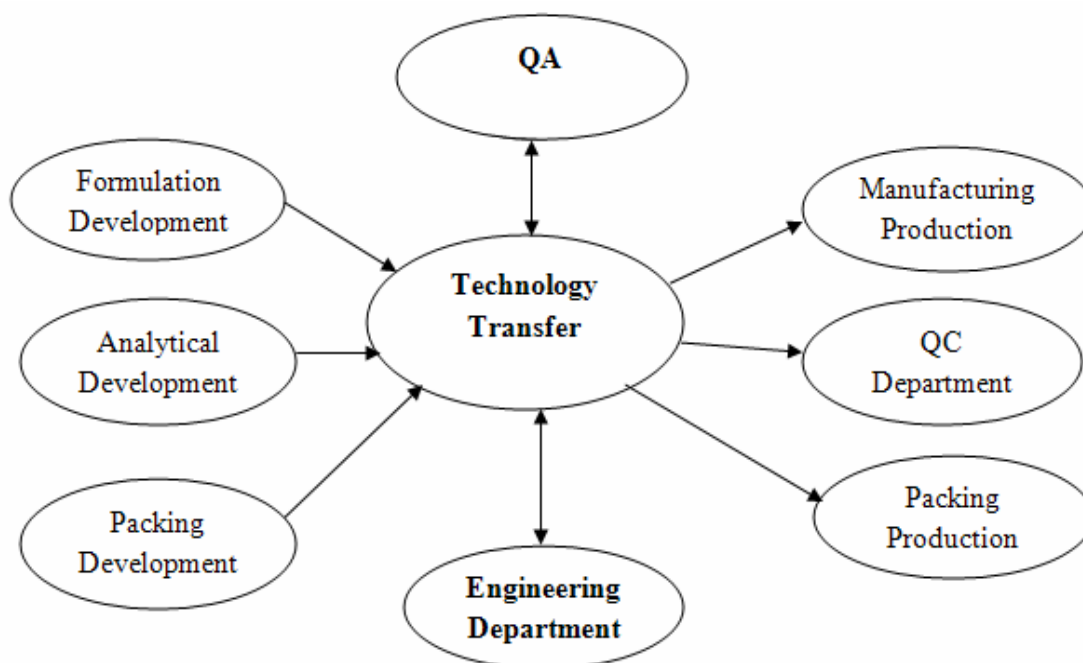 QA
Formulation
Development
Manufacturing
Production
Technology
Transfer
Analytical
Development
QC
Department
Packing
Development
Packing
Production
Engineering
Department